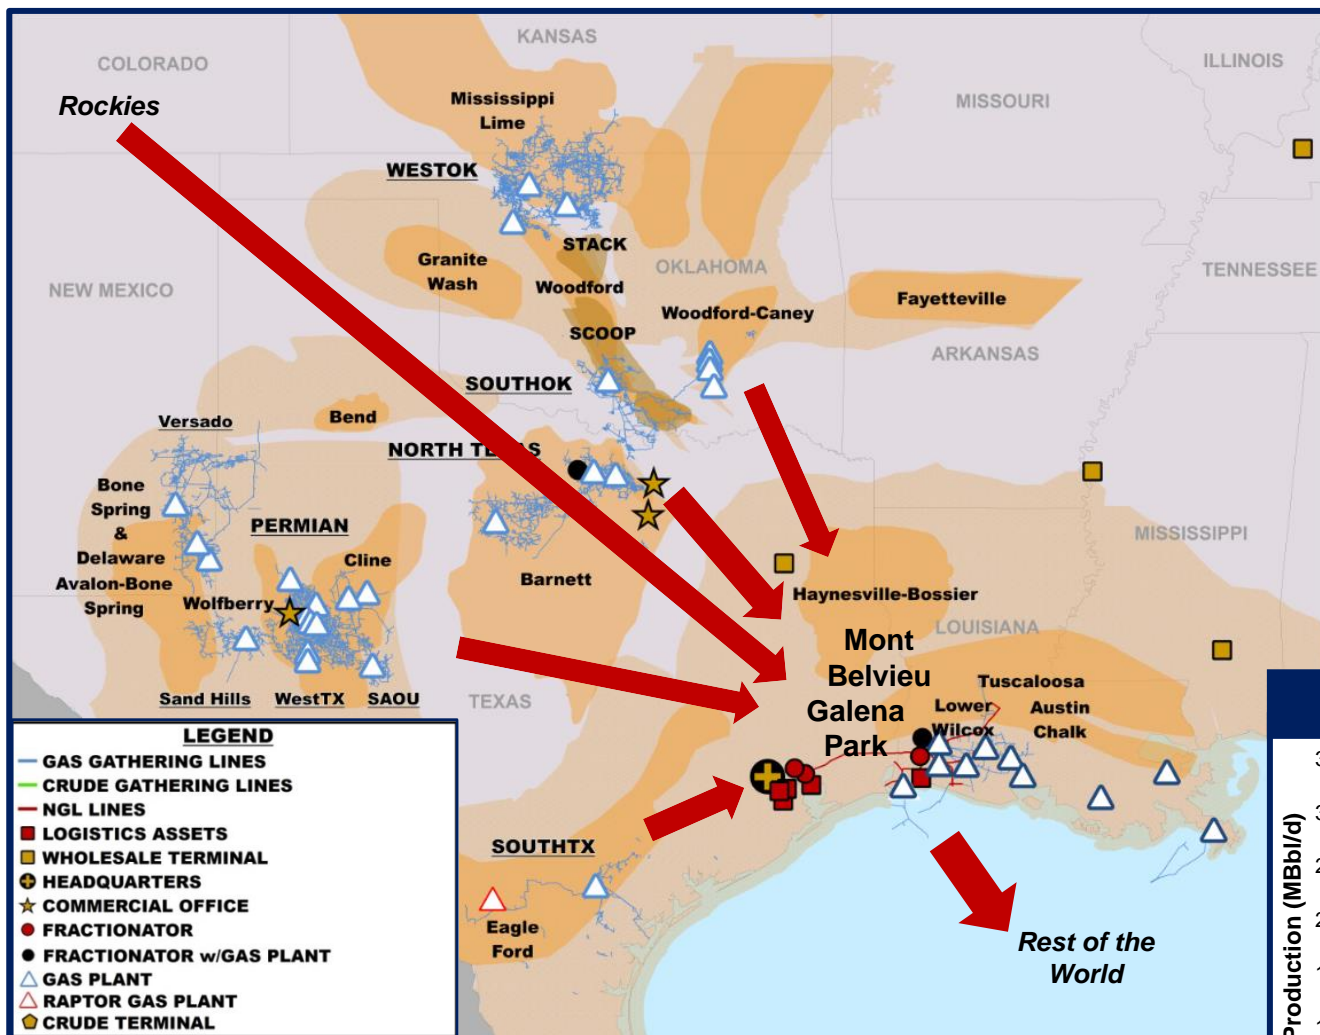 KANSAS
COLORADO
ILLINOIS
Rockies
Mississippi
Lime
MISSOURI
WESTOK
STACK
Granite
Wash
OKLAHOMA
TENNESSEE
NEW MEXICO
Woodford
Fayetteville
Woodford-Caney
SCOOP
ARKANSAS
SOUTHOK
Bend
Versado
NORTH TEXAS
Bone
Spring
&
Delaware
Avalon-Bone
Spring
PERMIAN
Cline
MISSISSIPPI
Barnett
Wolfberry
Haynesville-Bossier
LOUISIANA
Mont
Belvieu
Galena
Park
Tuscaloosa
Austin
Chalk
Lower
Wilcox
Sand Hills
WestTX
SAOU
TEXAS
LEGEND
GAS GATHERING LINES
CRUDE GATHERING LINES
NGL LINES
LOGISTICS ASSETS
WHOLESALE TERMINAL
HEADQUARTERS
COMMERCIAL OFFICE
FRACTIONATOR
FRACTIONATOR w/GAS PLANT
GAS PLANT
RAPTOR GAS PLANT
CRUDE TERMINAL
SOUTHTX
Eagle
Ford
Rest of the
World
Production (MBbl/d)